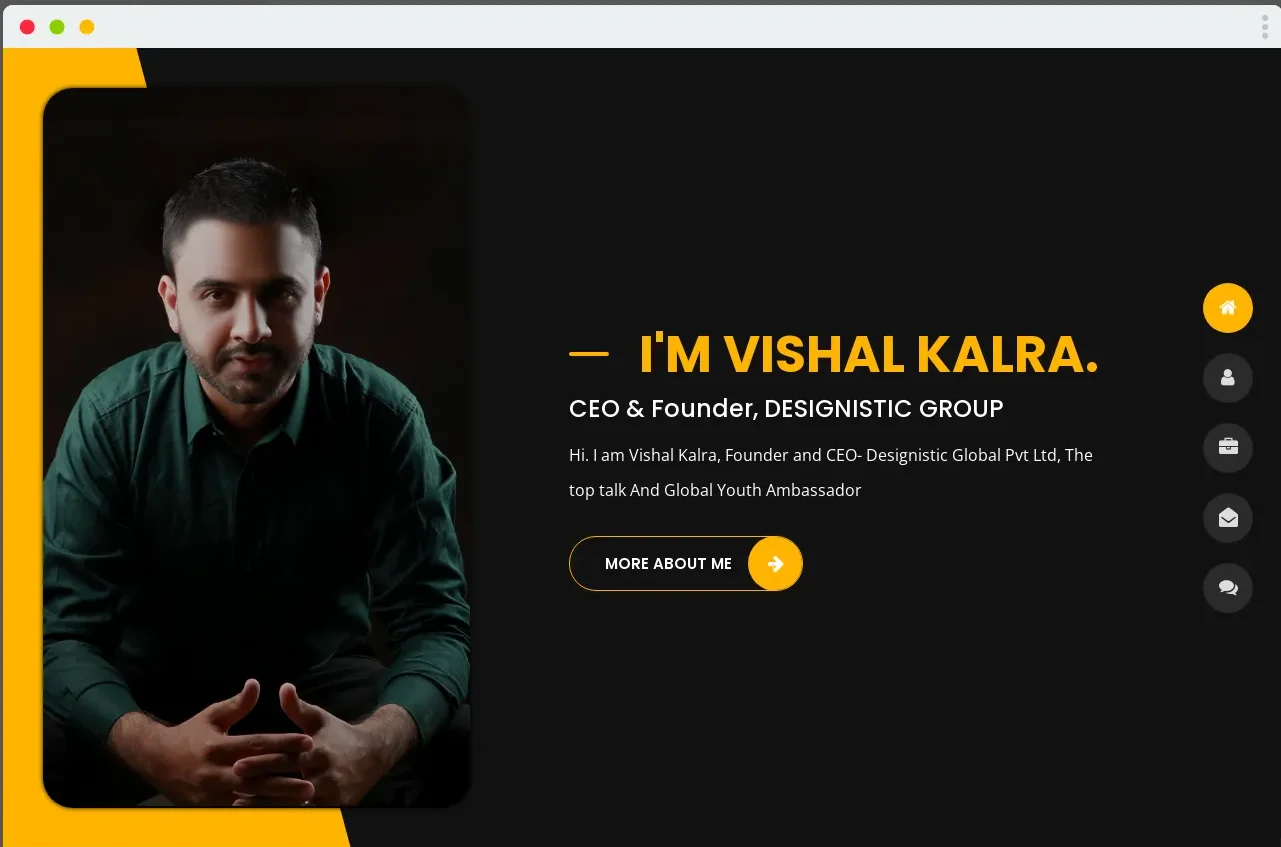 I'M VISHAL KALRA.
CEO & Founder, DESIGNISTIC GROUP
Hi. I am Vishal Kalra, Founder and CEO- Designistic Global Pvt Ltd, The
top talk And Global Youth Ambassador
MORE ABOUT ME